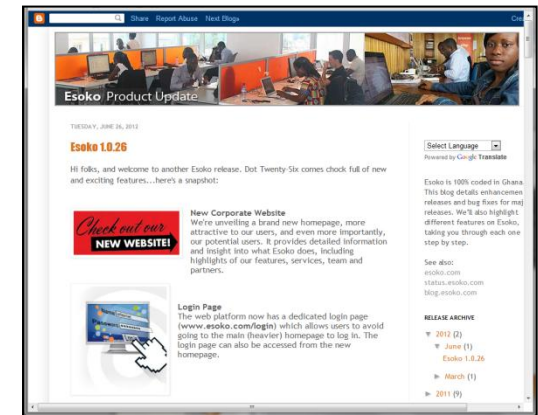 Share Report Abuse Next Blog»
Esoko Product Update
TUESDAY, JUNE 26, 2012
Esoko 1.0.26
Hi folks, and welcome to another Esoko release. Dot Twenty-Six comes chock full of new
and exciting features...here's a snapshot:
Check out our
NEW WEBSITE!
New Corporate Website
We're unveiling a brand new homepage, more
attractive to our users, and even more importantly,
our potential users. It provides detailed information
and insight into what Esoko does, including
highlights of our features, services, team and
partners.
Login Page
The web platform now has a dedicated login page
(www.esoko.com/login) which allows users to avoid
going to the main (heavier) homepage to log in. The
login page can also be accessed from the new
homepage.
Select Language
Powered by Google Translate
Esoko is 100% coded in Ghana.
This blog details enhancemen
releases and bug fixes for maj
releases. We'll also highlight
different features on Esoko,
taking you through each one
step by step.
See also:
esoko.com
status.esoko.com
blog.esoko.com
RELEASE ARCHIVE
▼ 2012 (2)
▼ June (1)
Esoko 1.0.26
► March (1)
► 2011 (9)